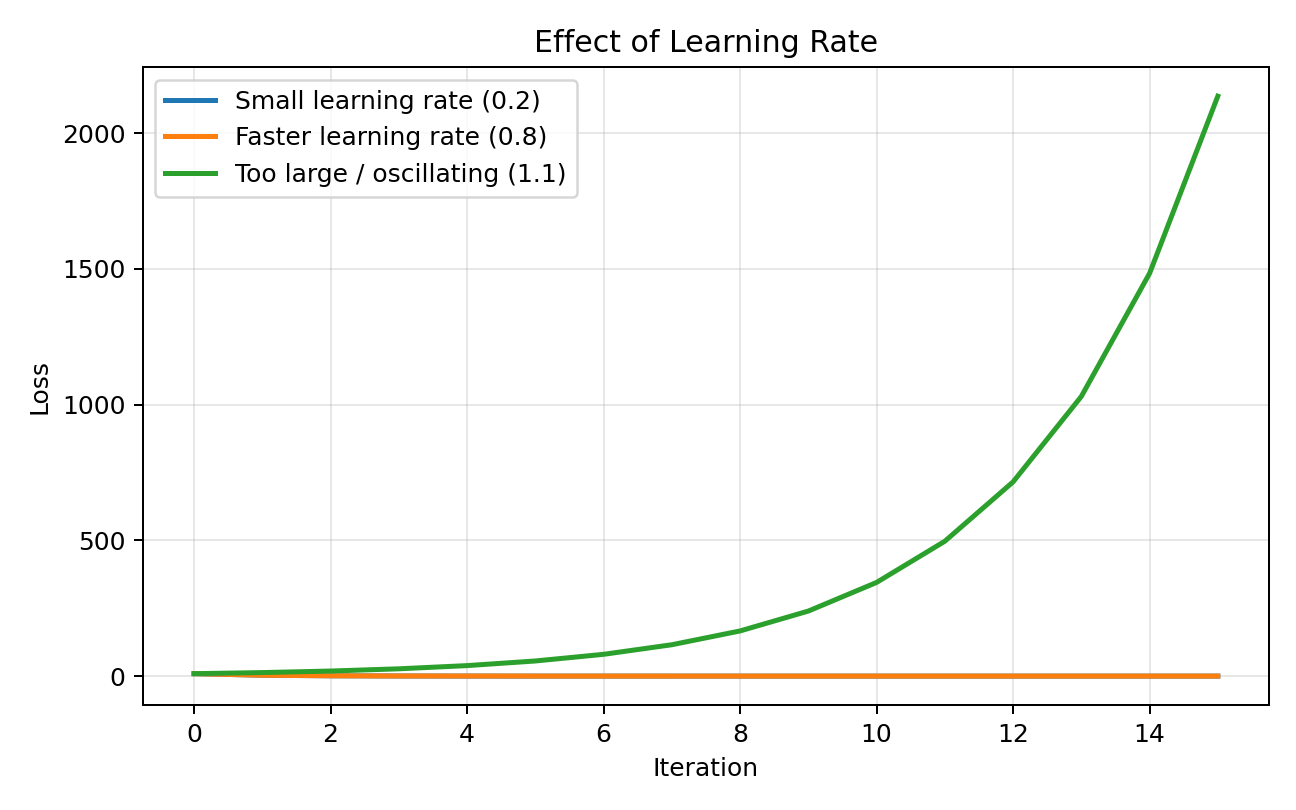 Effect of Learning Rate
Small learning rate (0.2)
Faster learning rate (0.8)
Too large / oscillating (1.1)
2000
1500
1000
500
0
Loss
0 2 4 6 8 10 12 14
Iteration